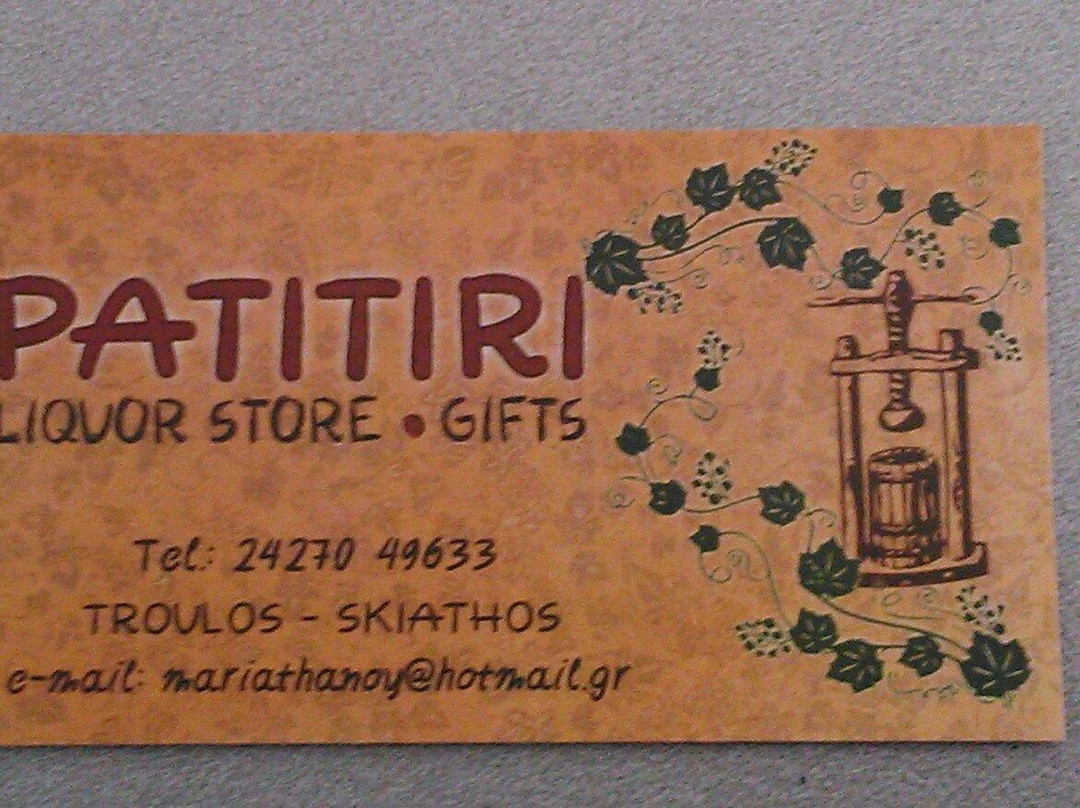 PATITIRI
LIQUOR STORE • GIFTS
Tel.: 24270 49633
TROULOS - SKIATHOS
e-mail: mariathanoy@hotmail.gr